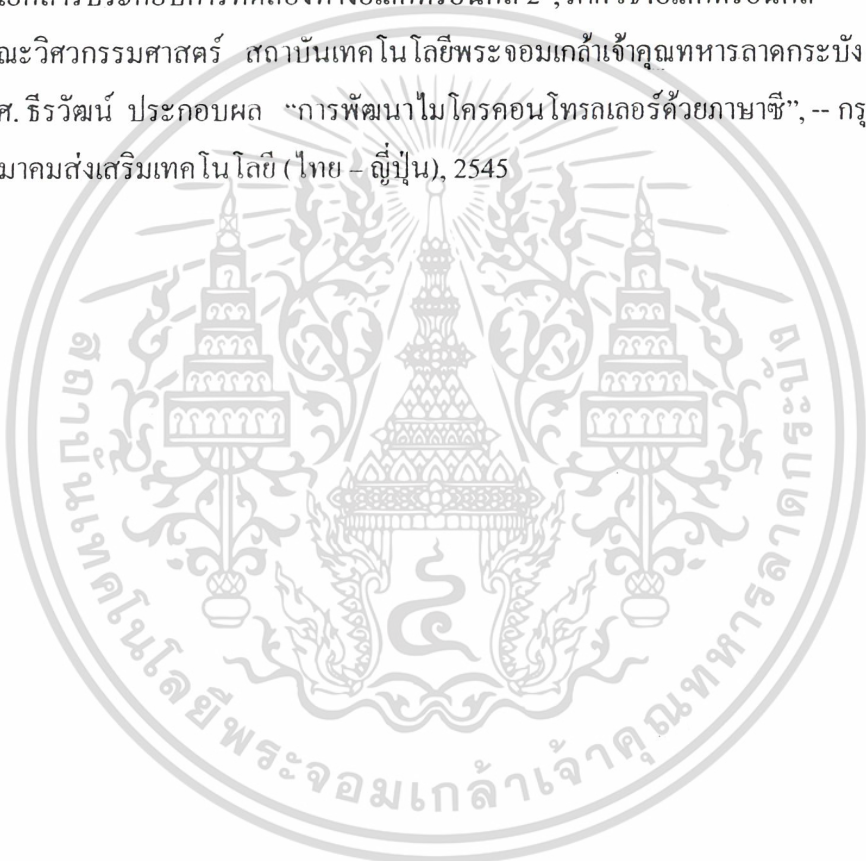 ณะวิศวกรรมศาสตร์ สถาบันเทคโนโลยีพระจอมเกล้าเจ้าคุณทหารลาดกระบัง
ศ. ธีรวัฒน์ ประกอบผล “การพัฒนาไมโครคอนโทรลเลอร์ด้วยภาษาซี”, -- กรุ
มาคมส่งเสริมเทคโนโลยี (ไทย – ญี่ปุ่น), 2545
สถาบันเทคโนโลยีพระจอมเกล้าเจ้าคุณทหารลาดกระบัง